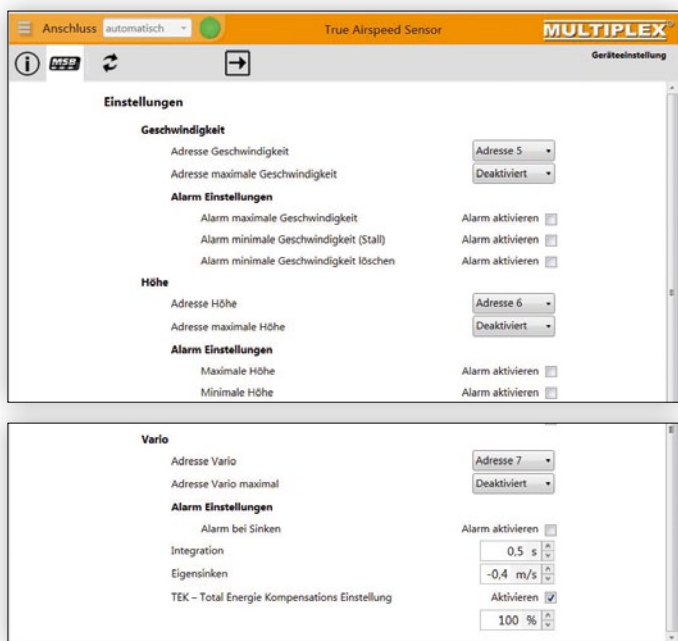 Anschluss automatisch True Airspeed Sensor MULTIPLEX®
MSB Geräteeinstellung
Einstellungen
Geschwindigkeit
Adresse Geschwindigkeit Adresse 5
Adresse maximale Geschwindigkeit Deaktiviert
Alarm Einstellungen
Alarm maximale Geschwindigkeit Alarm aktivieren
Alarm minimale Geschwindigkeit (Stall) Alarm aktivieren
Alarm minimale Geschwindigkeit löschen Alarm aktivieren
Höhe
Adresse Höhe Adresse 6
Adresse maximale Höhe Deaktiviert
Alarm Einstellungen
Maximale Höhe Alarm aktivieren
Minimale Höhe Alarm aktivieren
Vario
Adresse Vario Adresse 7
Adresse Vario maximal Deaktiviert
Alarm Einstellungen
Alarm bei Sinken Alarm aktivieren
Integration 0,5 s
Eigensinken -0,4 m/s
TEK – Total Energie Kompensations Einstellung Aktivieren
100 %